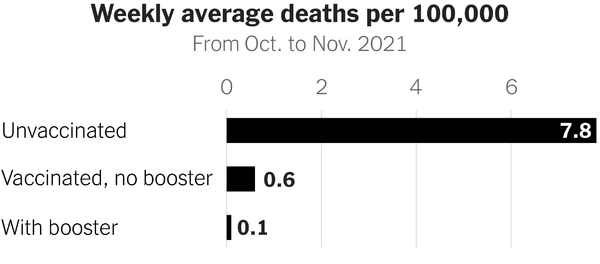 Weekly average deaths per 100,000
From Oct. to Nov. 2021
0 2 4 6
Unvaccinated 7.8
Vaccinated, no booster 0.6
With booster 0.1